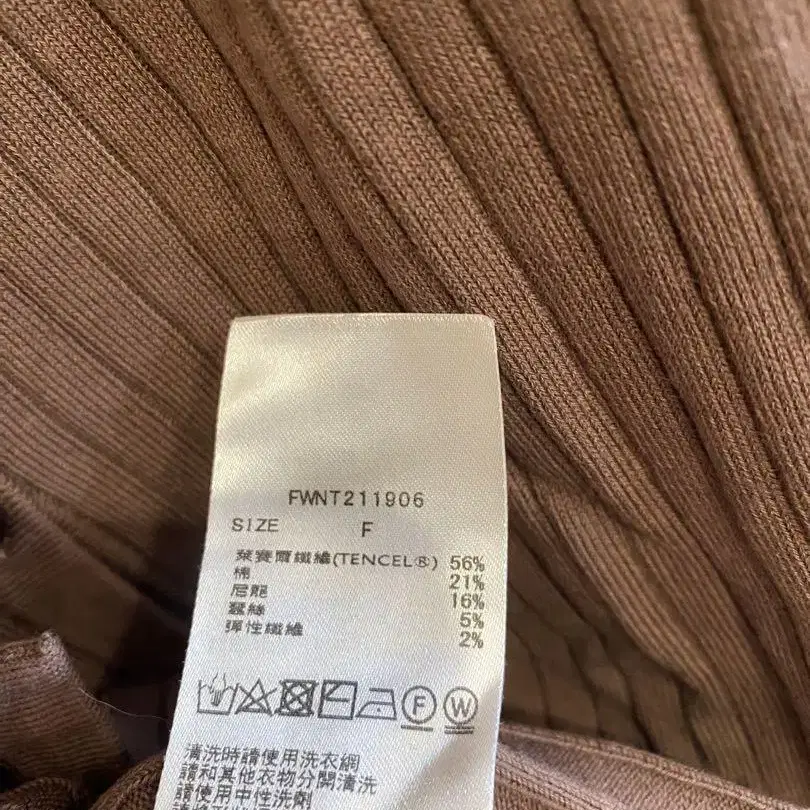 FWNT211906
SIZE F
萊賽爾纖維(TENCEL®) 56%
棉 21%
尼龍 16%
蠶絲 5%
彈性纖維 2%
F W
清洗時請使用洗衣網
請和其他衣物分開清洗
請使用中性洗劑